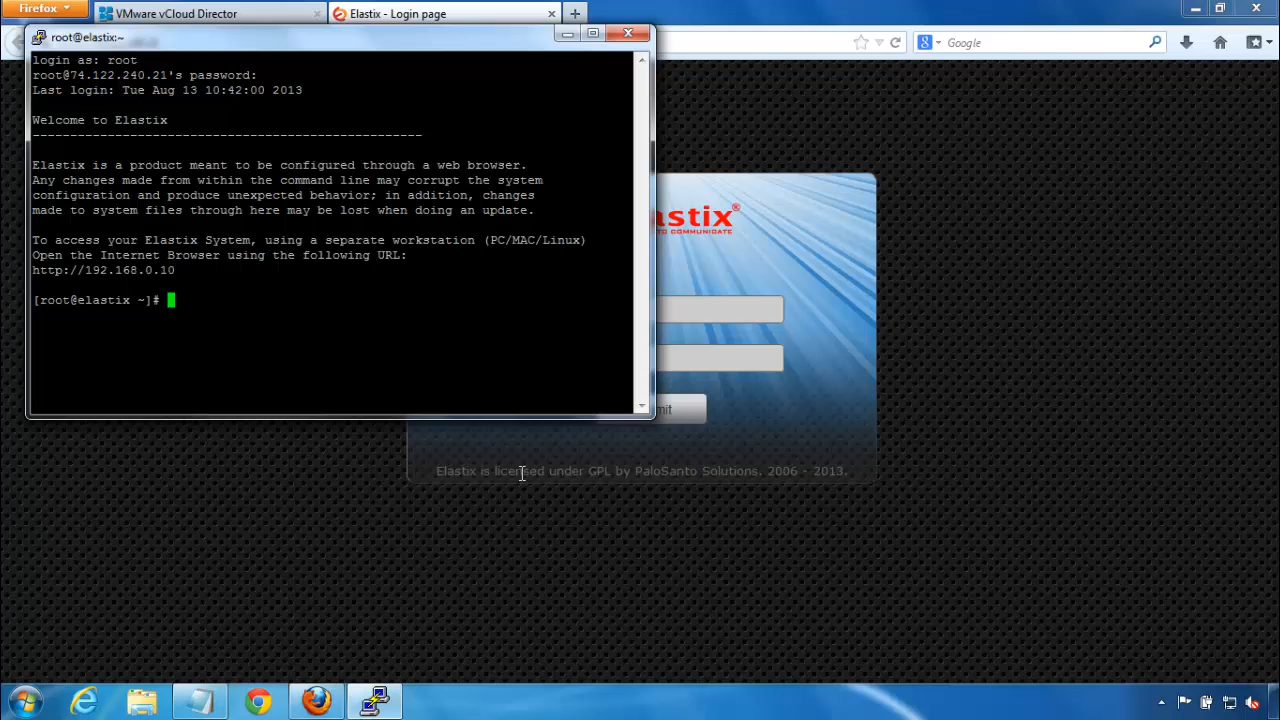 Firefox
VMware vCloud Director
Elastix - Login page
root@elastix:~
Google
login as: root
root@74.122.240.21's password:
Last login: Tue Aug 13 10:42:00 2013
Welcome to Elastix
----------------------------------------------------
Elastix is a product meant to be configured through a web browser.
Any changes made from within the command line may corrupt the system
configuration and produce unexpected behavior; in addition, changes
made to system files through here may be lost when doing an update.
To access your Elastix System, using a separate workstation (PC/MAC/Linux)
Open the Internet Browser using the following URL:
http://192.168.0.10
[root@elastix ~]#
astix®
TO COMMUNICATE
mit
Elastix is licensed under GPL by PaloSanto Solutions. 2006 - 2013.